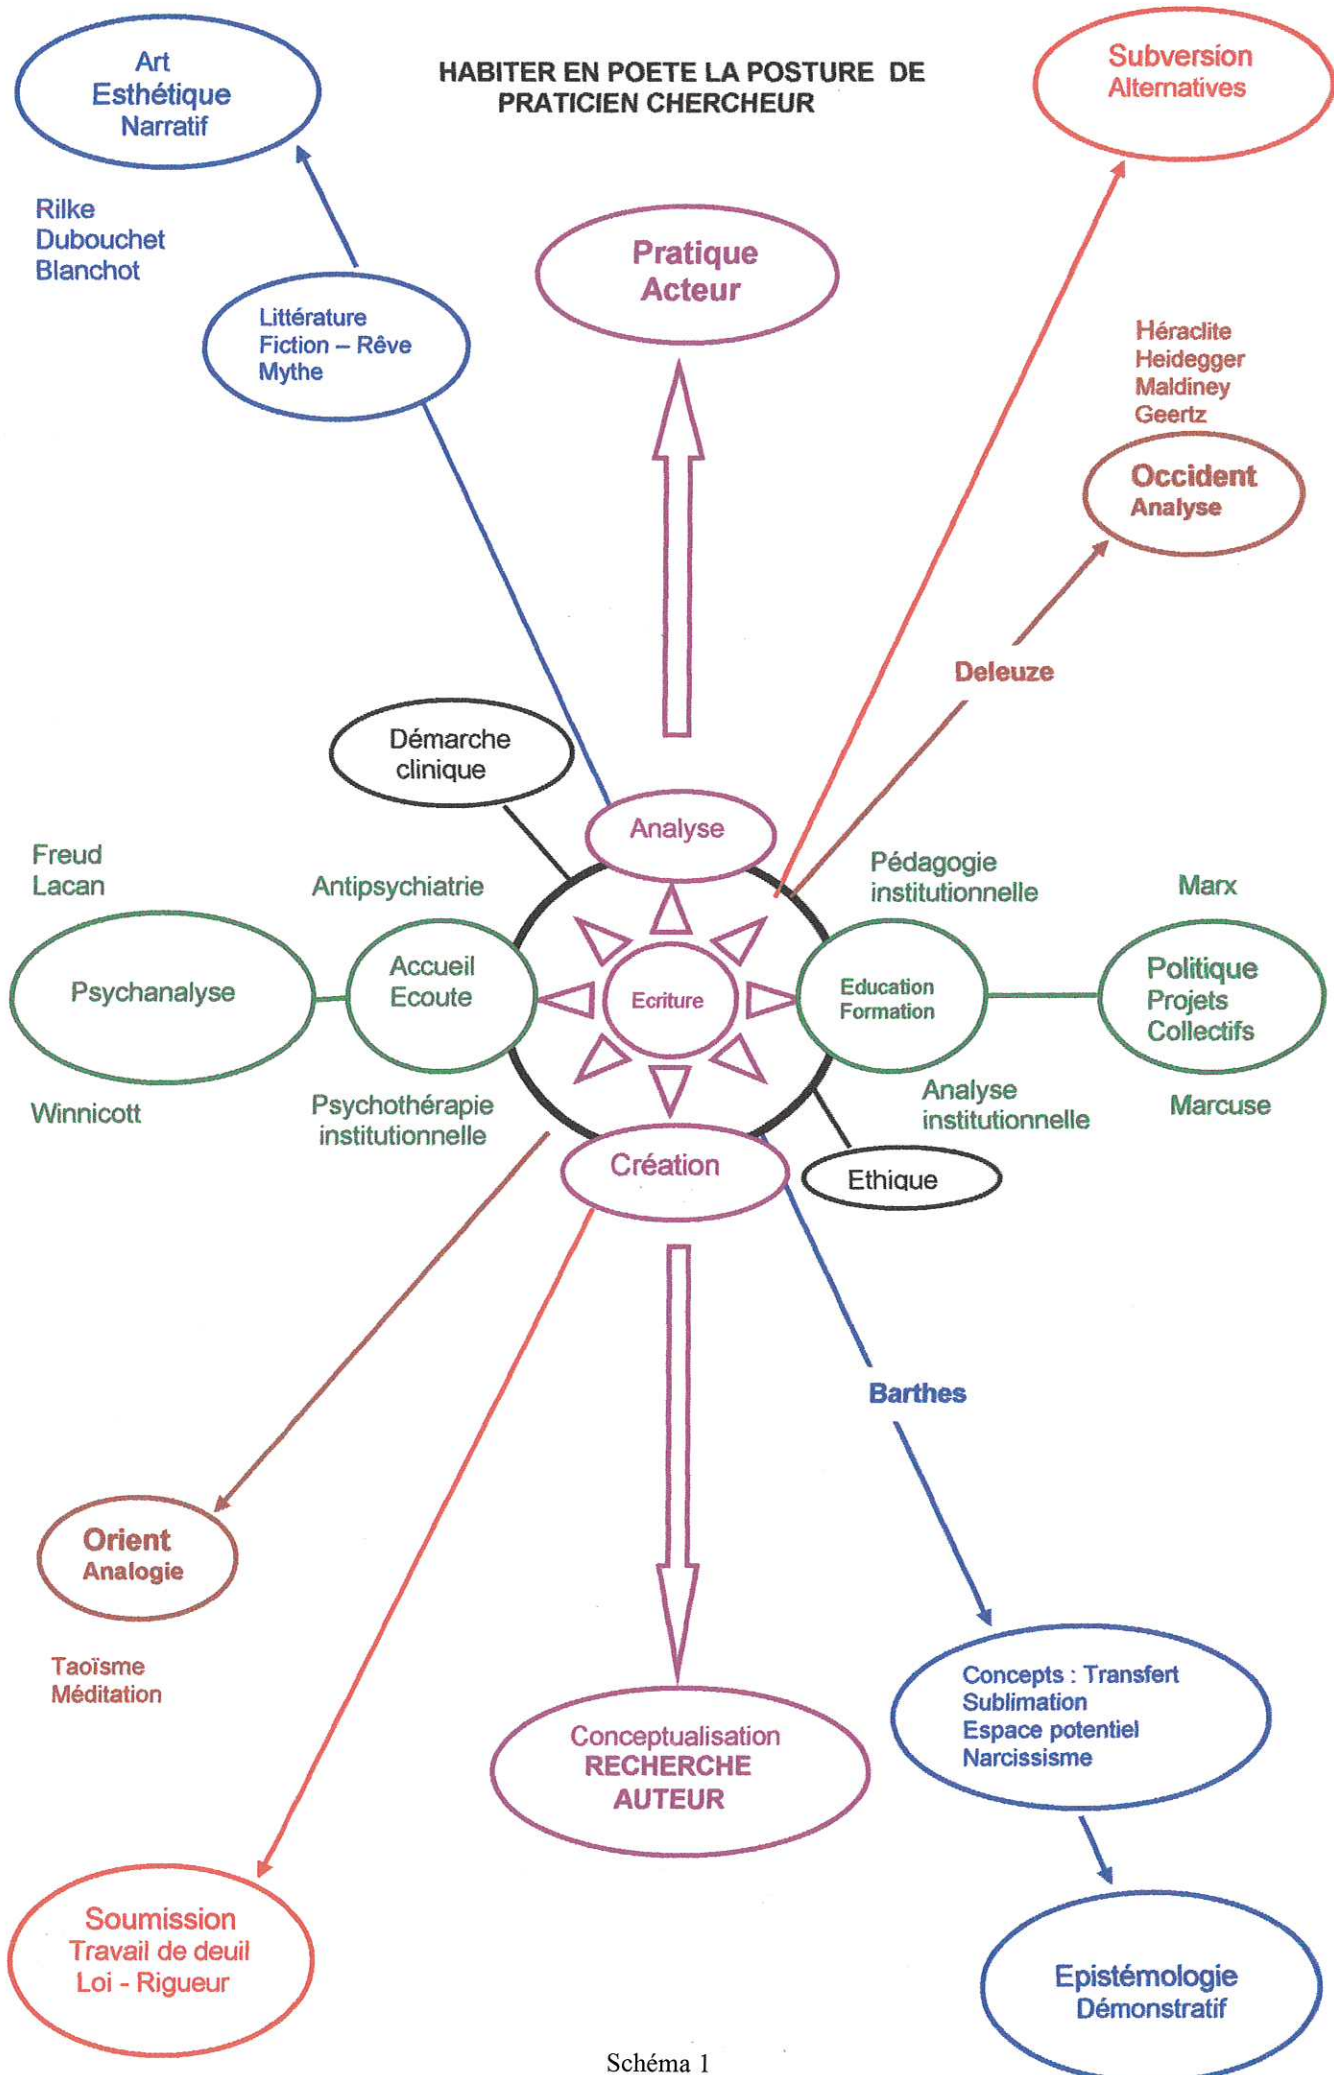 Art
Esthétique
Narratif
HABITER EN POETE LA POSTURE DE
PRATICIEN CHERCHEUR
Subversion
Alternatives
Rilke
Dubouchet
Blanchot
Pratique
Acteur
Littérature
Fiction – Rêve
Mythe
Héraclite
Heidegger
Maldiney
Geertz
Occident
Analyse
Deleuze
Démarche
clinique
Analyse
Freud
Lacan
Antipsychiatrie
Pédagogie
institutionnelle
Marx
Psychanalyse
Accueil
Ecoute
Ecriture
Education
Formation
Politique
Projets
Collectifs
Winnicott
Psychothérapie
institutionnelle
Analyse
institutionnelle
Marcuse
Création
Ethique
Barthes
Orient
Analogie
Taoïsme
Méditation
Concepts : Transfert
Sublimation
Espace potentiel
Narcissisme
Conceptualisation
RECHERCHE
AUTEUR
Soumission
Travail de deuil
Loi - Rigueur
Epistémologie
Démonstratif
Schéma 1